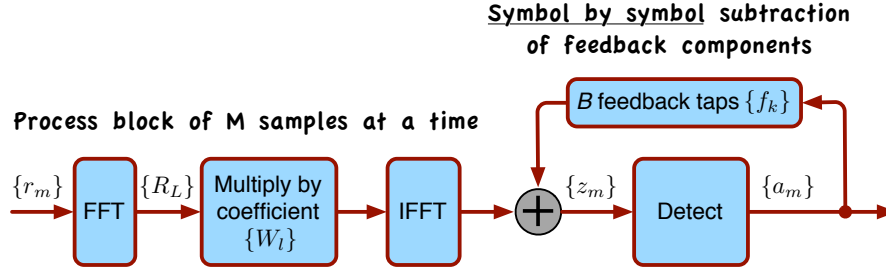 Symbol by symbol subtraction
of feedback components
B feedback taps {f_k}
Process block of M samples at a time
{r_m}
FFT
{R_L}
Multiply by
coefficient
{W_l}
IFFT
+
{z_m}
Detect
{a_m}